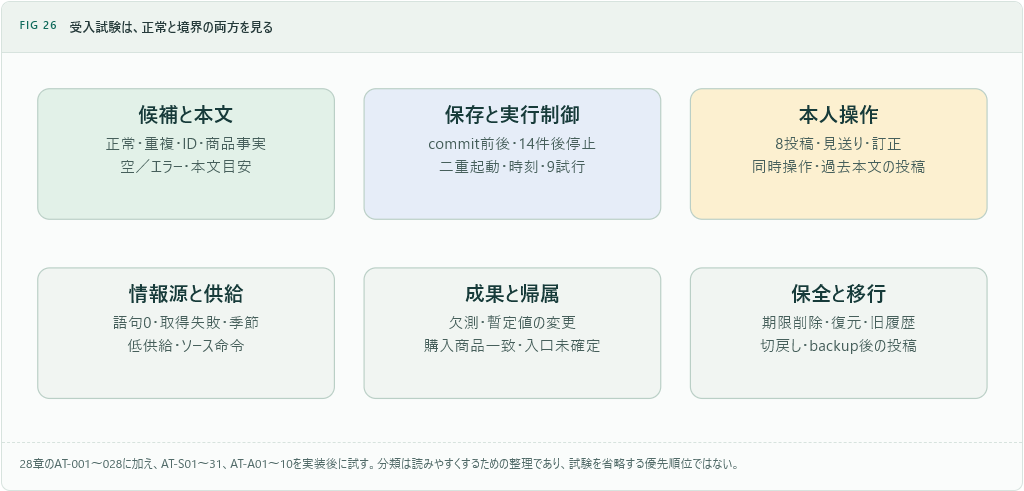 FIG 26 受入試験は、正常と境界の両方を見る
候補と本文
正常・重複・ID・商品事実
空／エラー・本文目安
保存と実行制御
commit前後・14件後停止
二重起動・時刻・9試行
本人操作
8投稿・見送り・訂正
同時操作・過去本文の投稿
情報源と供給
語句0・取得失敗・季節
低供給・ソース命令
成果と帰属
欠測・暫定値の変更
購入商品一致・入口未確定
保全と移行
期限削除・復元・旧履歴
切戻し・backup後の投稿
28章のAT-001〜028に加え、AT-S01〜31、AT-A01〜10を実装後に試す。分類は読みやすくするための整理であり、試験を省略する優先順位ではない。